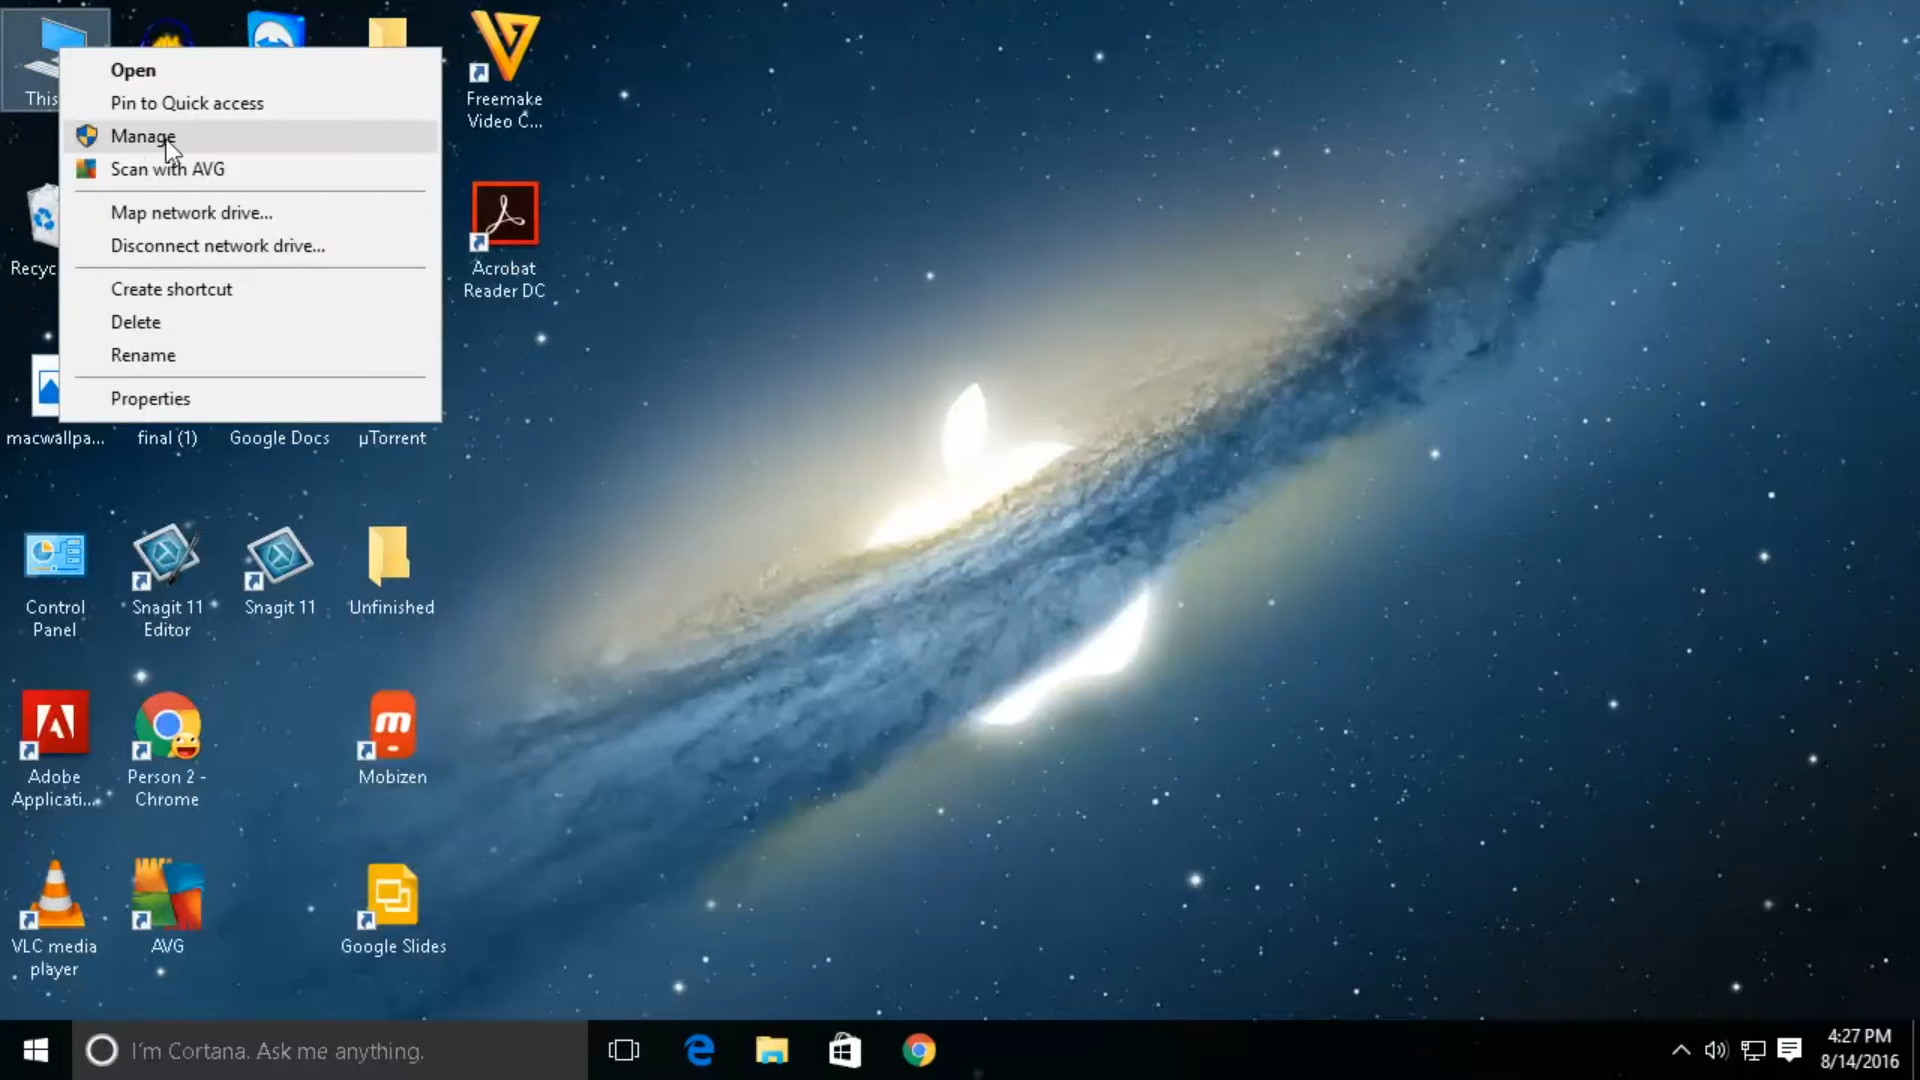 Open
Pin to Quick access
Manage
Scan with AVG
Map network drive...
Disconnect network drive...
Create shortcut
Delete
Rename
Properties
This
Recyc
macwallpa...
final (1)
Google Docs
µTorrent
Freemake
Video C...
Acrobat
Reader DC
Control
Panel
Snagit 11
Editor
Snagit 11
Unfinished
Adobe
Applicati...
Person 2 -
Chrome
Mobizen
VLC media
player
AVG
Google Slides
I'm Cortana. Ask me anything.
4:27 PM
8/14/2016